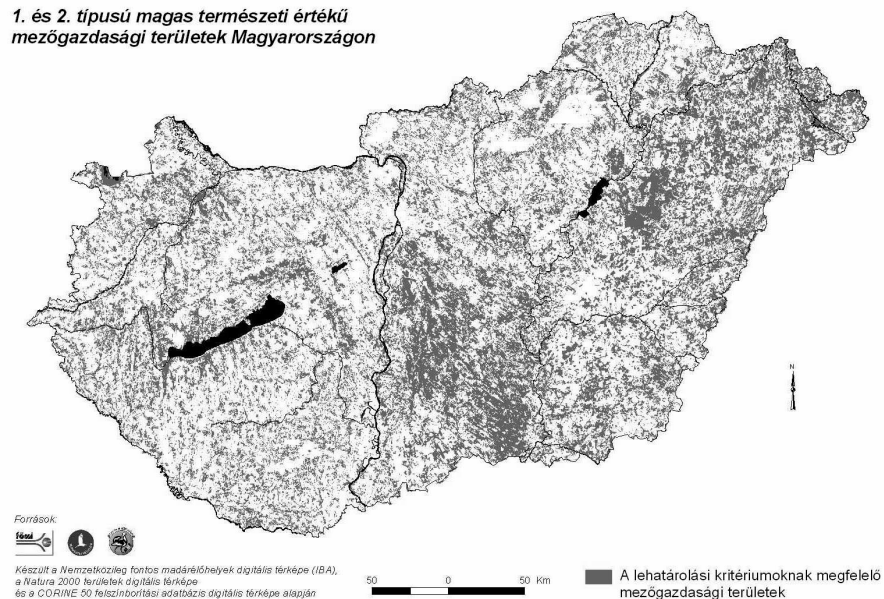 1. és 2. típusú magas természeti értékű
mezőgazdasági területek Magyarországon
N
Források:
fömi
Készült a Nemzetközileg fontos madárélőhelyek digitális térképe (IBA),
a Natura 2000 területek digitális térképe
és a CORINE 50 felszínborítási adatbázis digitális térképe alapján
50 0 50 Km
A lehatárolási kritériumoknak megfelelő
mezőgazdasági területek